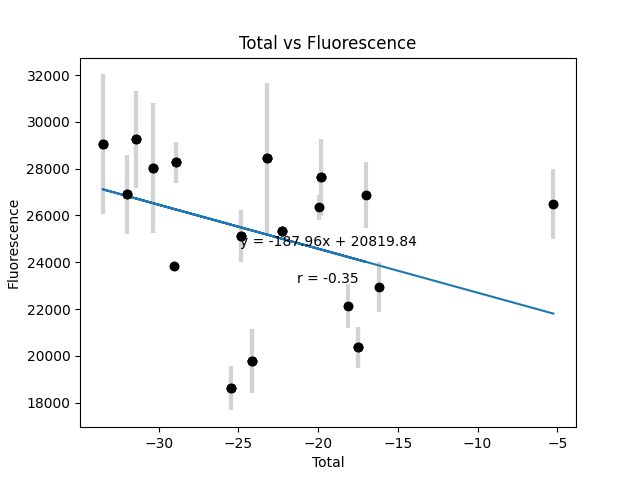 Total vs Fluorescence
32000
30000
28000
26000
24000
22000
20000
18000
Fluorescence
y = -187.96x + 20819.84
r = -0.35
−30 −25 −20 −15 −10 −5
Total